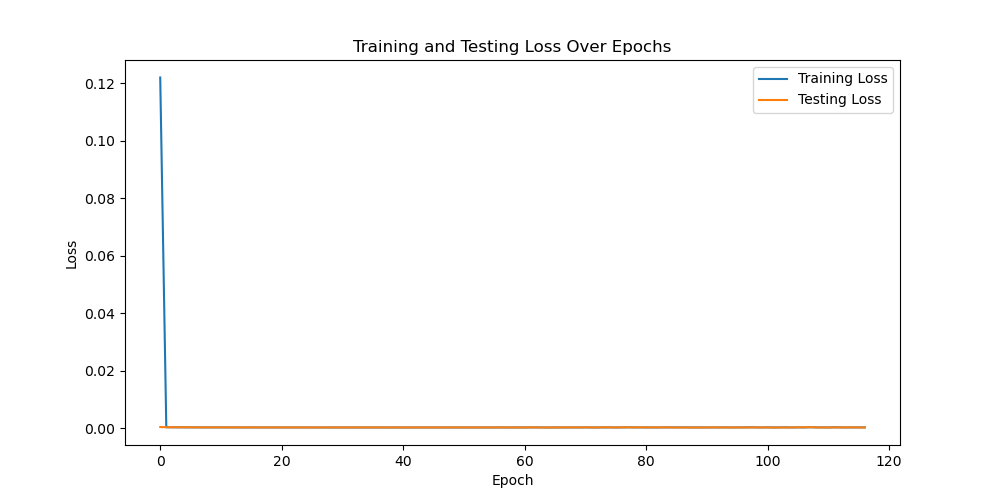 Training and Testing Loss Over Epochs
Training Loss
Testing Loss
0.12
0.10
0.08
0.06
0.04
0.02
0.00
Loss
0 20 40 60 80 100 120
Epoch